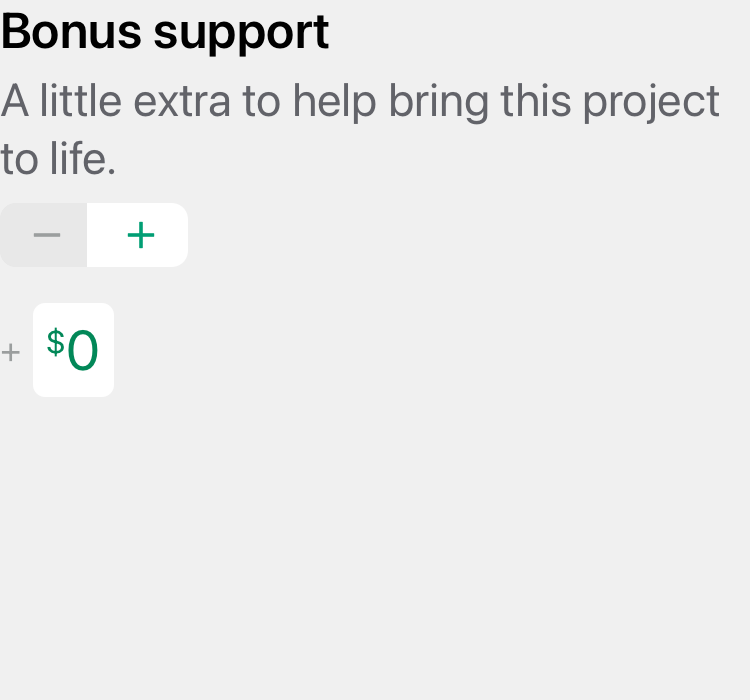 Bonus support
A little extra to help bring this project
to life.
− +
+ $0